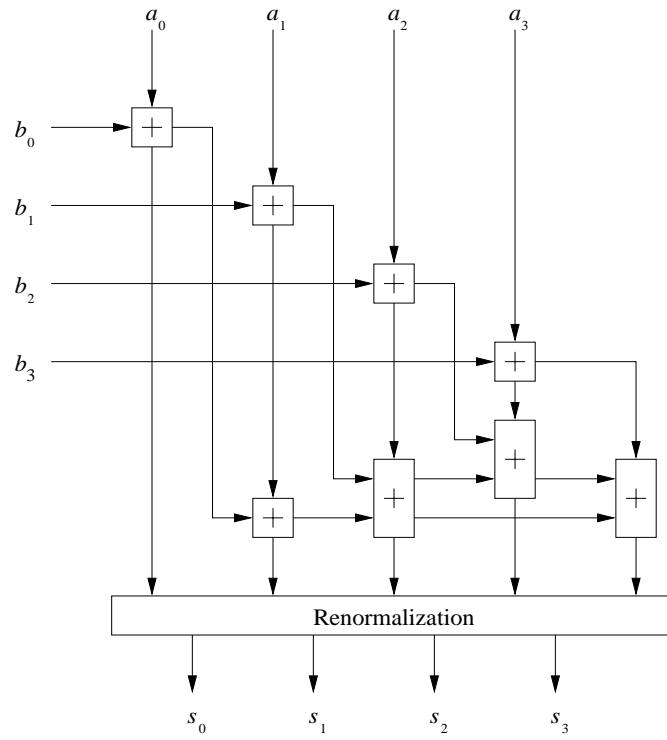 a₀ a₁ a₂ a₃
b₀ +
b₁ +
b₂ +
b₃ +
+
+ +
+
Renormalization
s₀ s₁ s₂ s₃